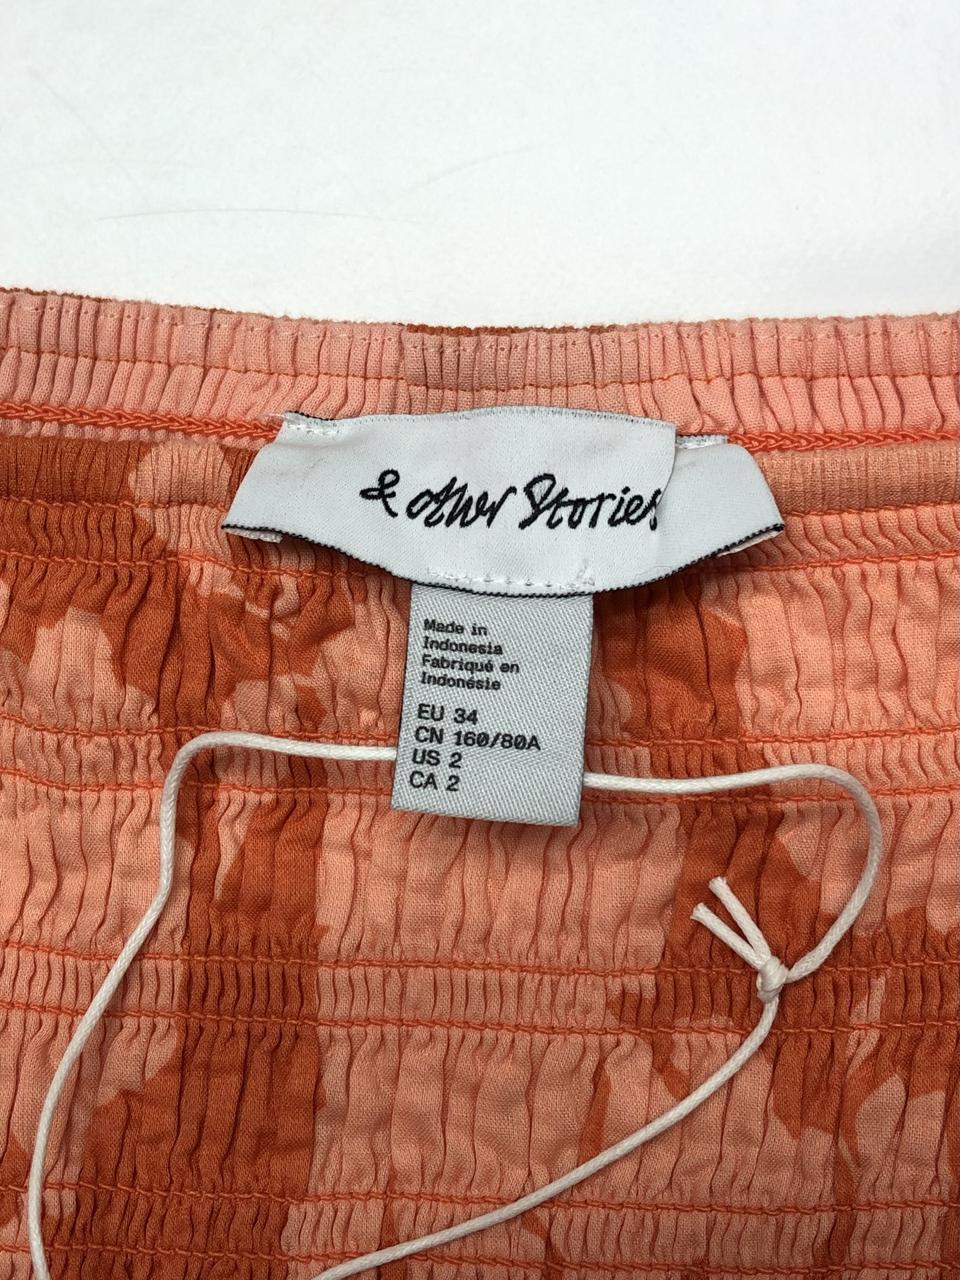 & other Stories
Made in
Indonesia
Fabriqué en
Indonésie
EU 34
CN 160/80A
US 2
CA 2